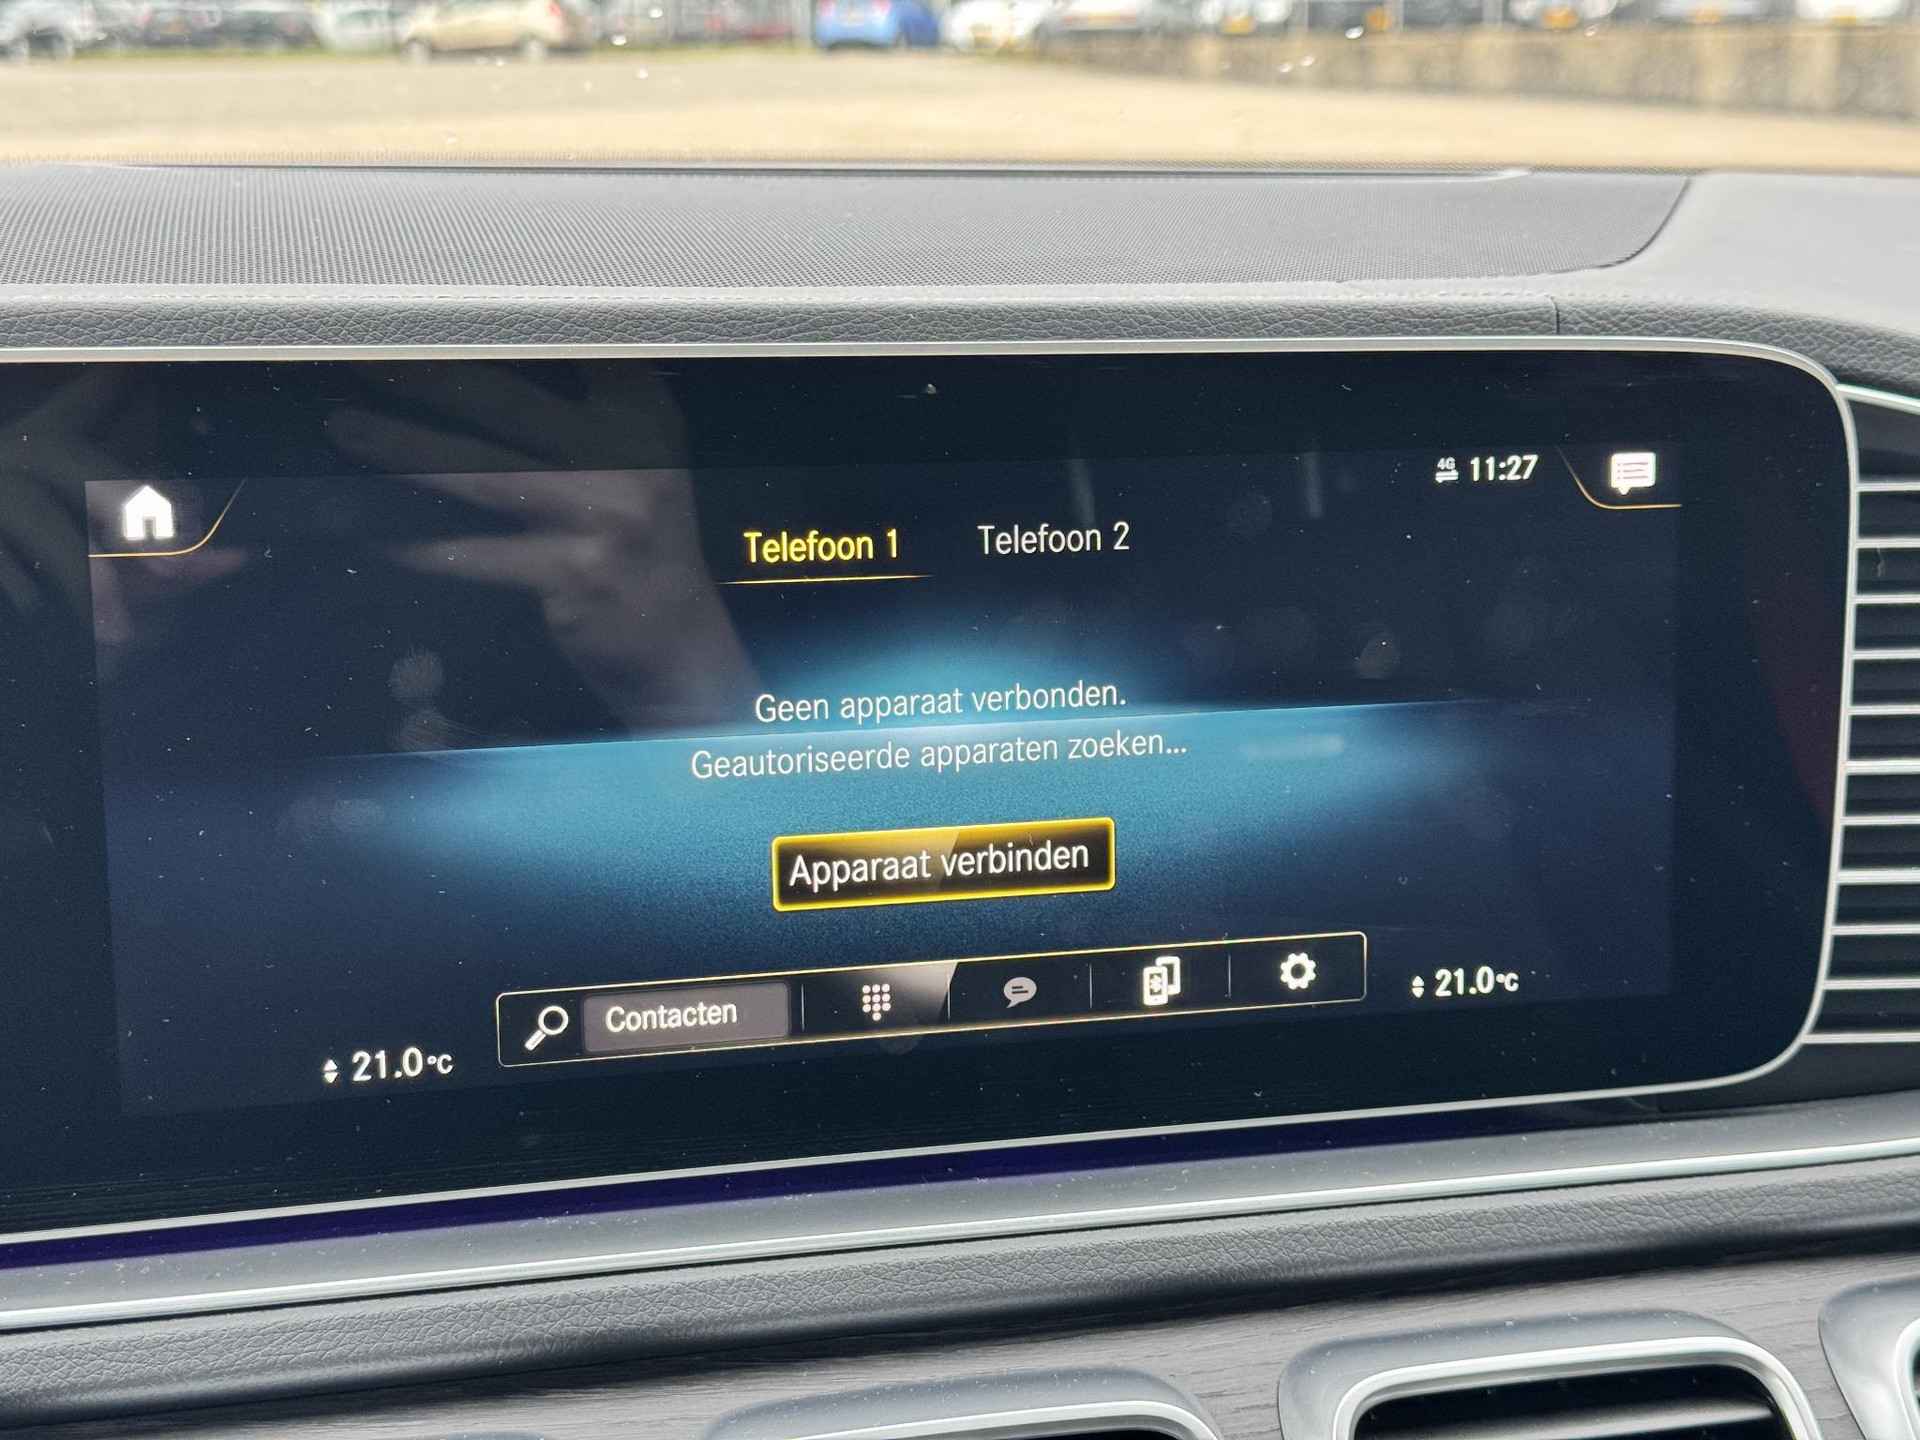 4G 11:27
Telefoon 1 Telefoon 2
Geen apparaat verbonden.
Geautoriseerde apparaten zoeken...
Apparaat verbinden
Contacten
21.0°C
21.0°C